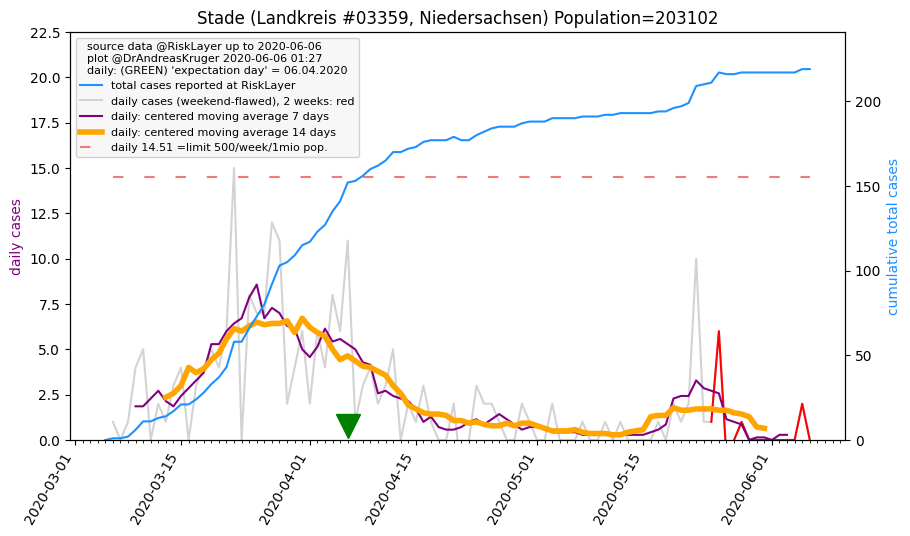 Stade (Landkreis #03359, Niedersachsen) Population=203102
source data @RiskLayer up to 2020-06-06
plot @DrAndreasKruger 2020-06-06 01:27
daily: (GREEN) 'expectation day' = 06.04.2020
total cases reported at RiskLayer
daily cases (weekend-flawed), 2 weeks: red
daily: centered moving average 7 days
daily: centered moving average 14 days
daily 14.51 =limit 500/week/1mio pop.
22.5
20.0
17.5
15.0
12.5
10.0
7.5
5.0
2.5
0.0
daily cases
200
150
100
50
0
cumulative total cases
2020-03-01
2020-03-15
2020-04-01
2020-04-15
2020-05-01
2020-05-15
2020-06-01